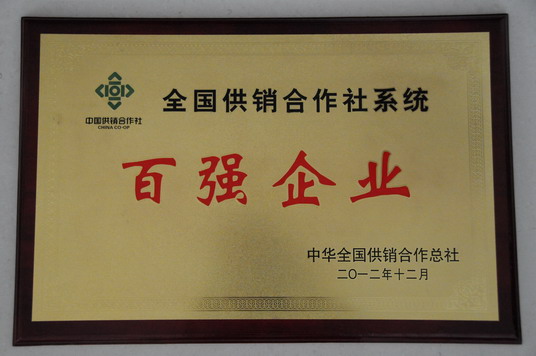 中国供销合作社
CHINA CO-OP
全国供销合作社系统
百强企业
中华全国供销合作总社
二〇一二年十二月